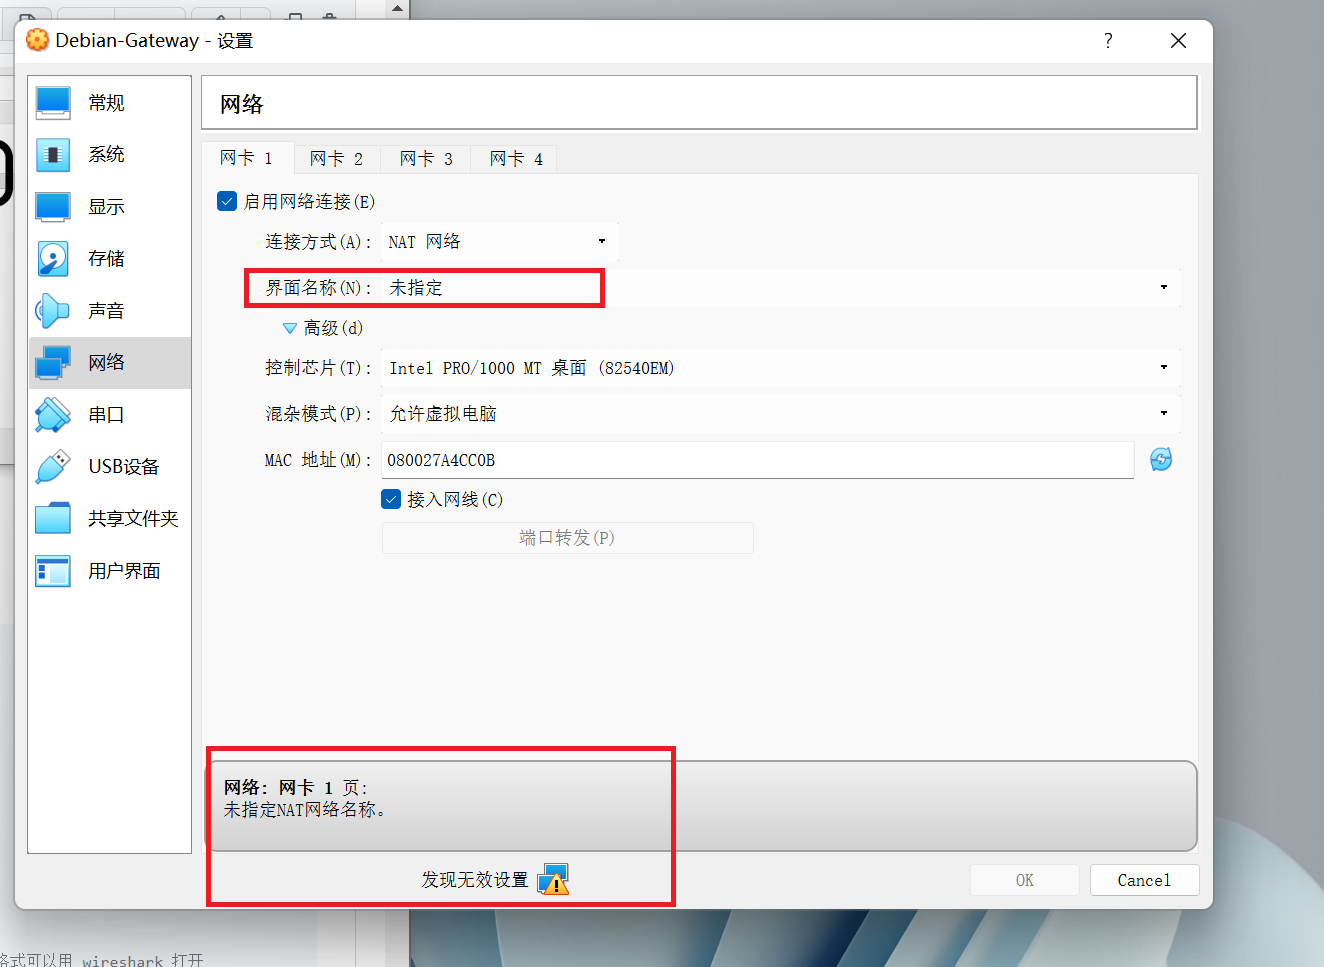 Debian-Gateway - 设置
?
常规
系统
显示
存储
声音
网络
串口
USB设备
共享文件夹
用户界面
网络
网卡 1
网卡 2
网卡 3
网卡 4
启用网络连接(E)
连接方式(A): NAT 网络
界面名称(N): 未指定
高级(d)
控制芯片(T): Intel PRO/1000 MT 桌面 (82540EM)
混杂模式(P): 允许虚拟电脑
MAC 地址(M): 080027A4CC0B
接入网线(C)
端口转发(P)
网络: 网卡 1 页:
未指定NAT网络名称。
发现无效设置
OK
Cancel
格式可以用 wireshark 打开